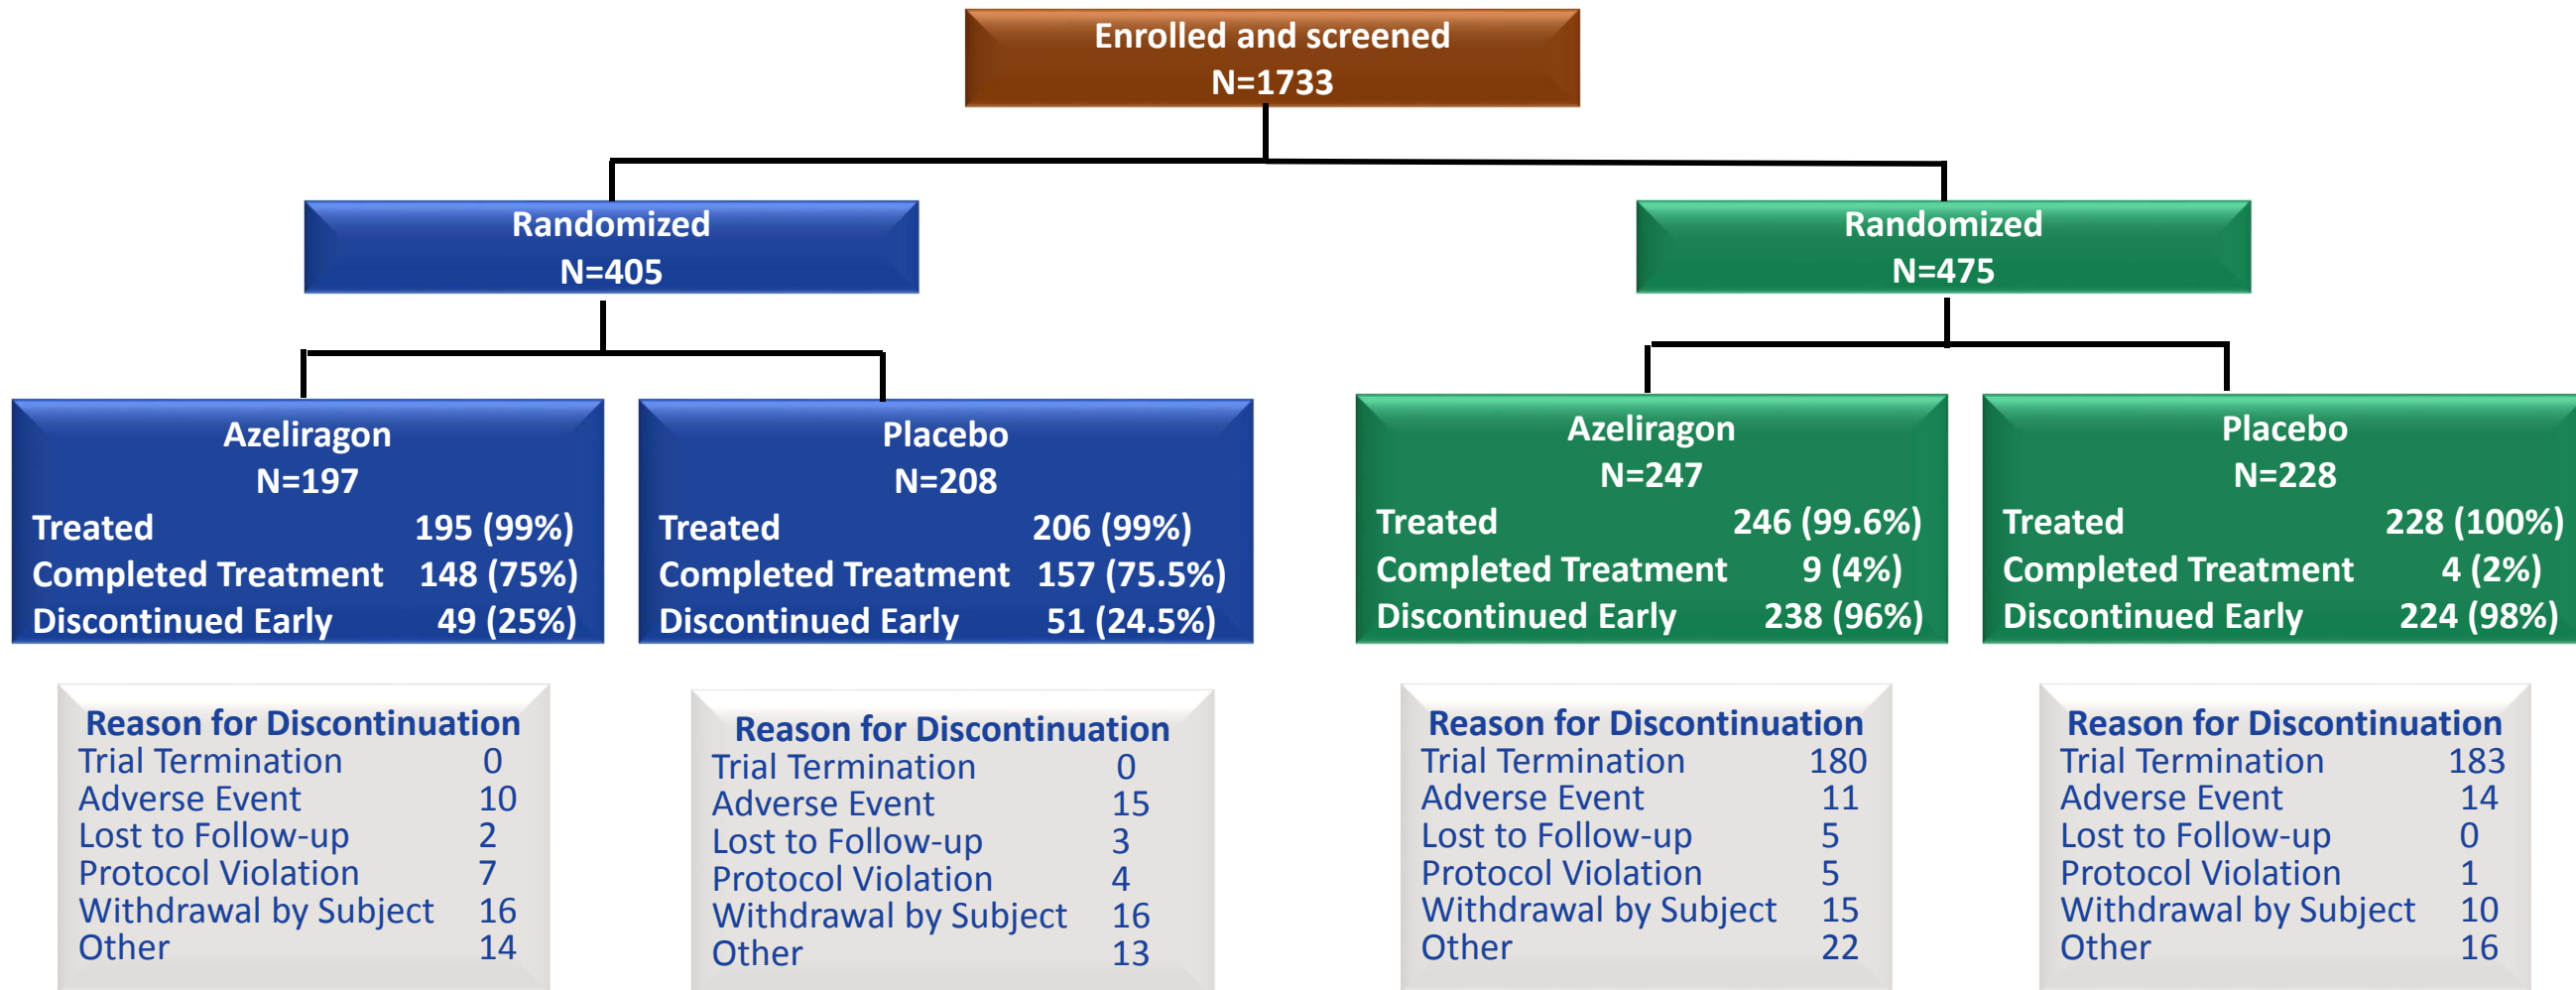 Enrolled and screened
N=1733
Randomized
N=405
Randomized
N=475
Azeliragon
N=197
Treated 195 (99%)
Completed Treatment 148 (75%)
Discontinued Early 49 (25%)
Placebo
N=208
Treated 206 (99%)
Completed Treatment 157 (75.5%)
Discontinued Early 51 (24.5%)
Azeliragon
N=247
Treated 246 (99.6%)
Completed Treatment 9 (4%)
Discontinued Early 238 (96%)
Placebo
N=228
Treated 228 (100%)
Completed Treatment 4 (2%)
Discontinued Early 224 (98%)
Reason for Discontinuation
Trial Termination 0
Adverse Event 10
Lost to Follow-up 2
Protocol Violation 7
Withdrawal by Subject 16
Other 14
Reason for Discontinuation
Trial Termination 0
Adverse Event 15
Lost to Follow-up 3
Protocol Violation 4
Withdrawal by Subject 16
Other 13
Reason for Discontinuation
Trial Termination 180
Adverse Event 11
Lost to Follow-up 5
Protocol Violation 5
Withdrawal by Subject 15
Other 22
Reason for Discontinuation
Trial Termination 183
Adverse Event 14
Lost to Follow-up 0
Protocol Violation 1
Withdrawal by Subject 10
Other 16